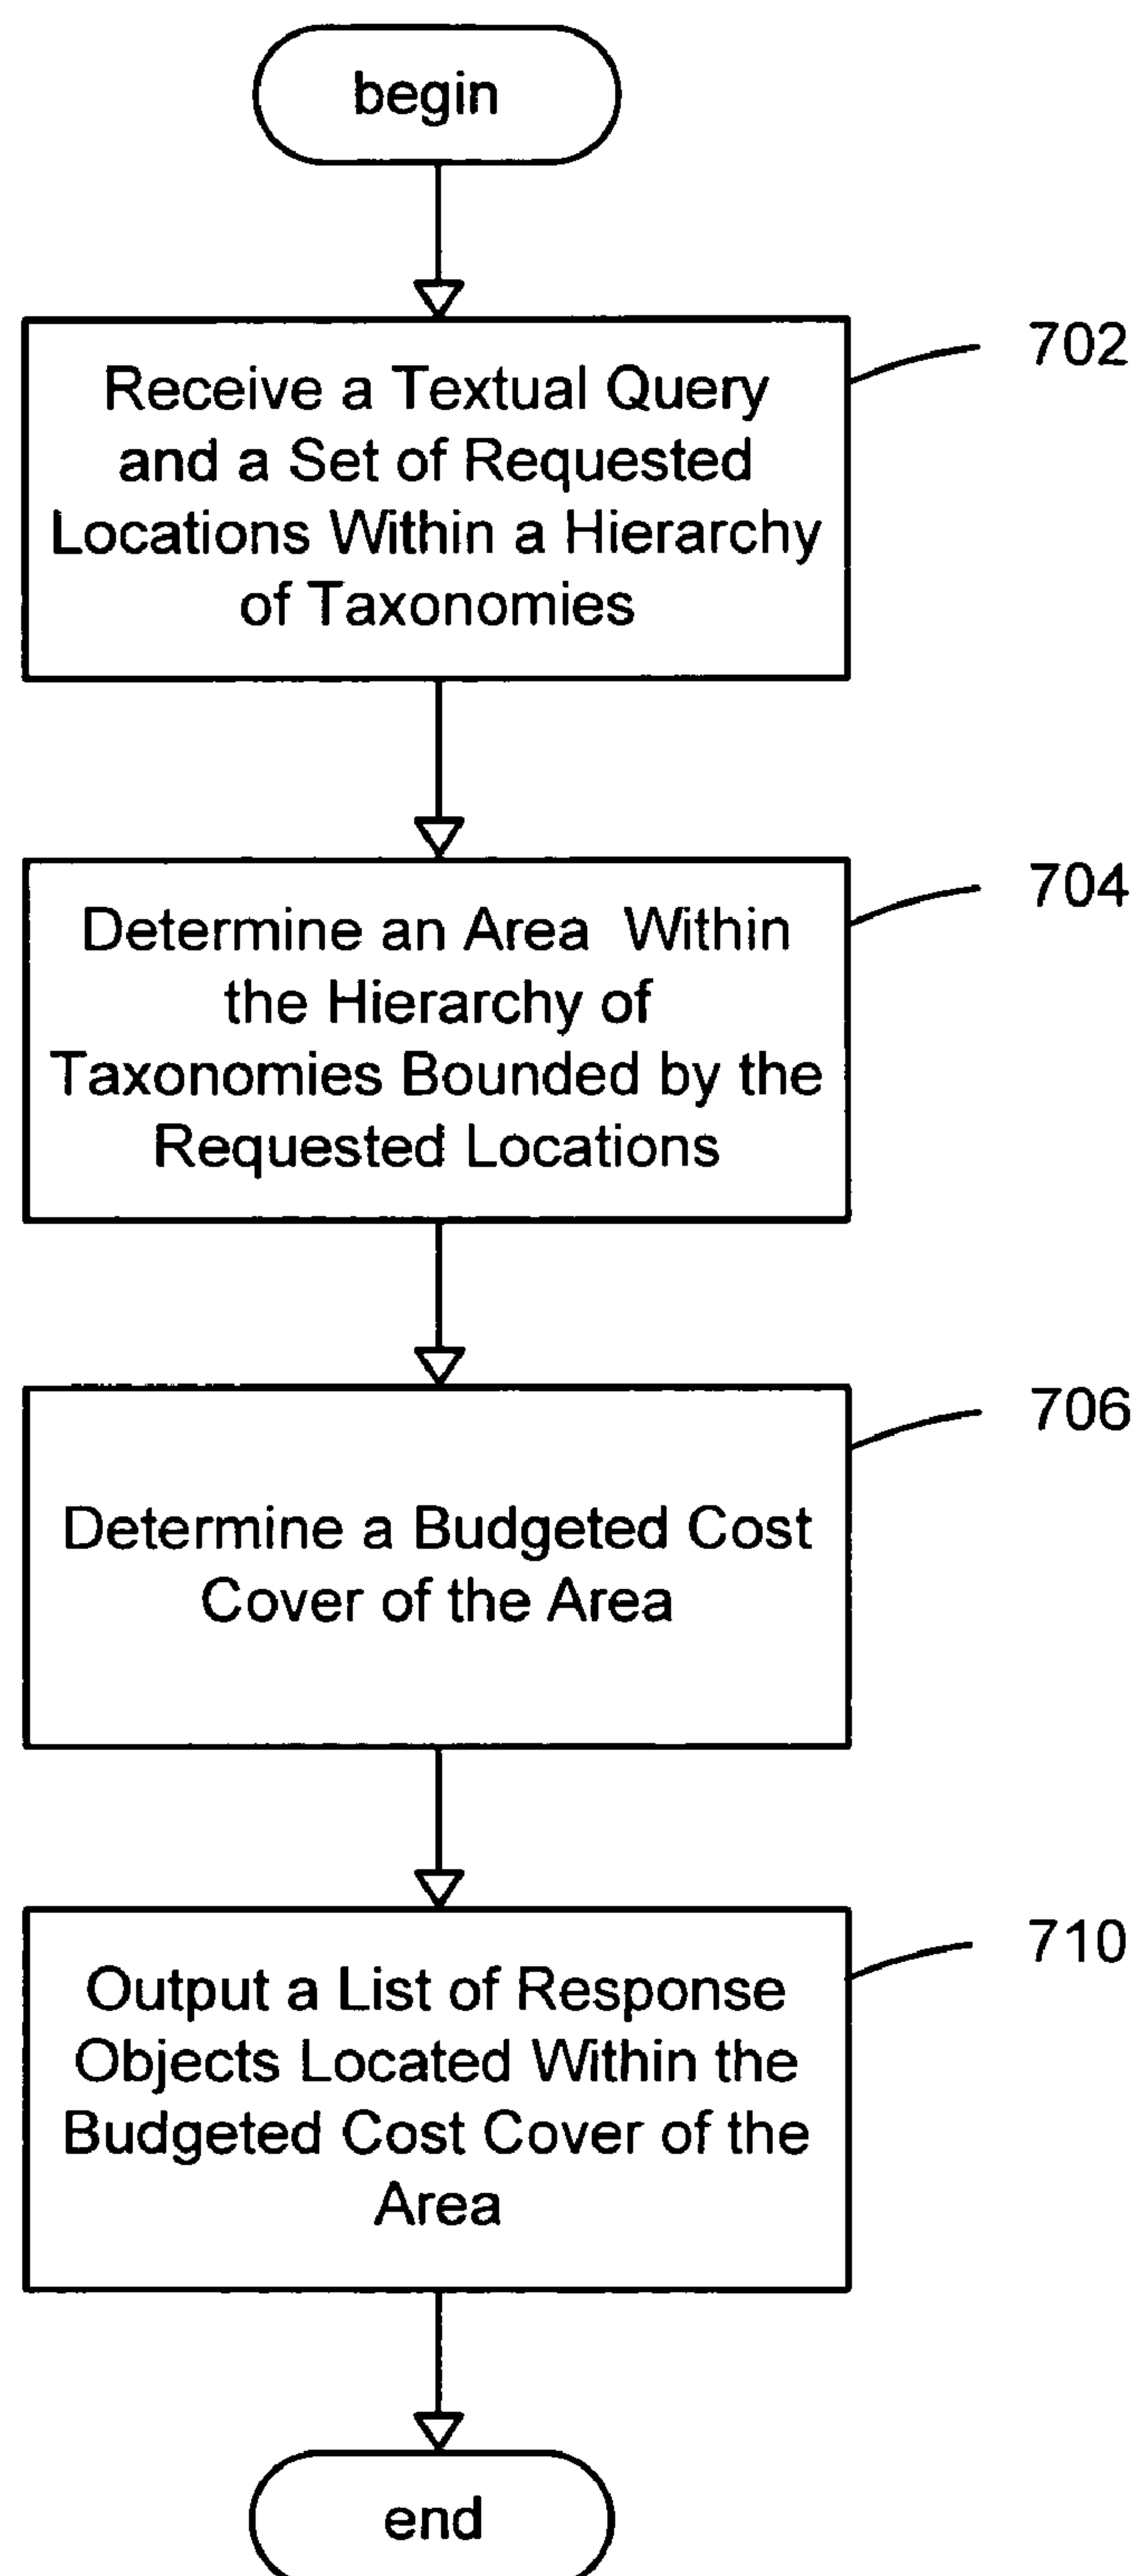 begin
Receive a Textual Query
and a Set of Requested
Locations Within a Hierarchy
of Taxonomies
702
Determine an Area Within
the Hierarchy of
Taxonomies Bounded by the
Requested Locations
704
Determine a Budgeted Cost
Cover of the Area
706
Output a List of Response
Objects Located Within the
Budgeted Cost Cover of the
Area
710
end